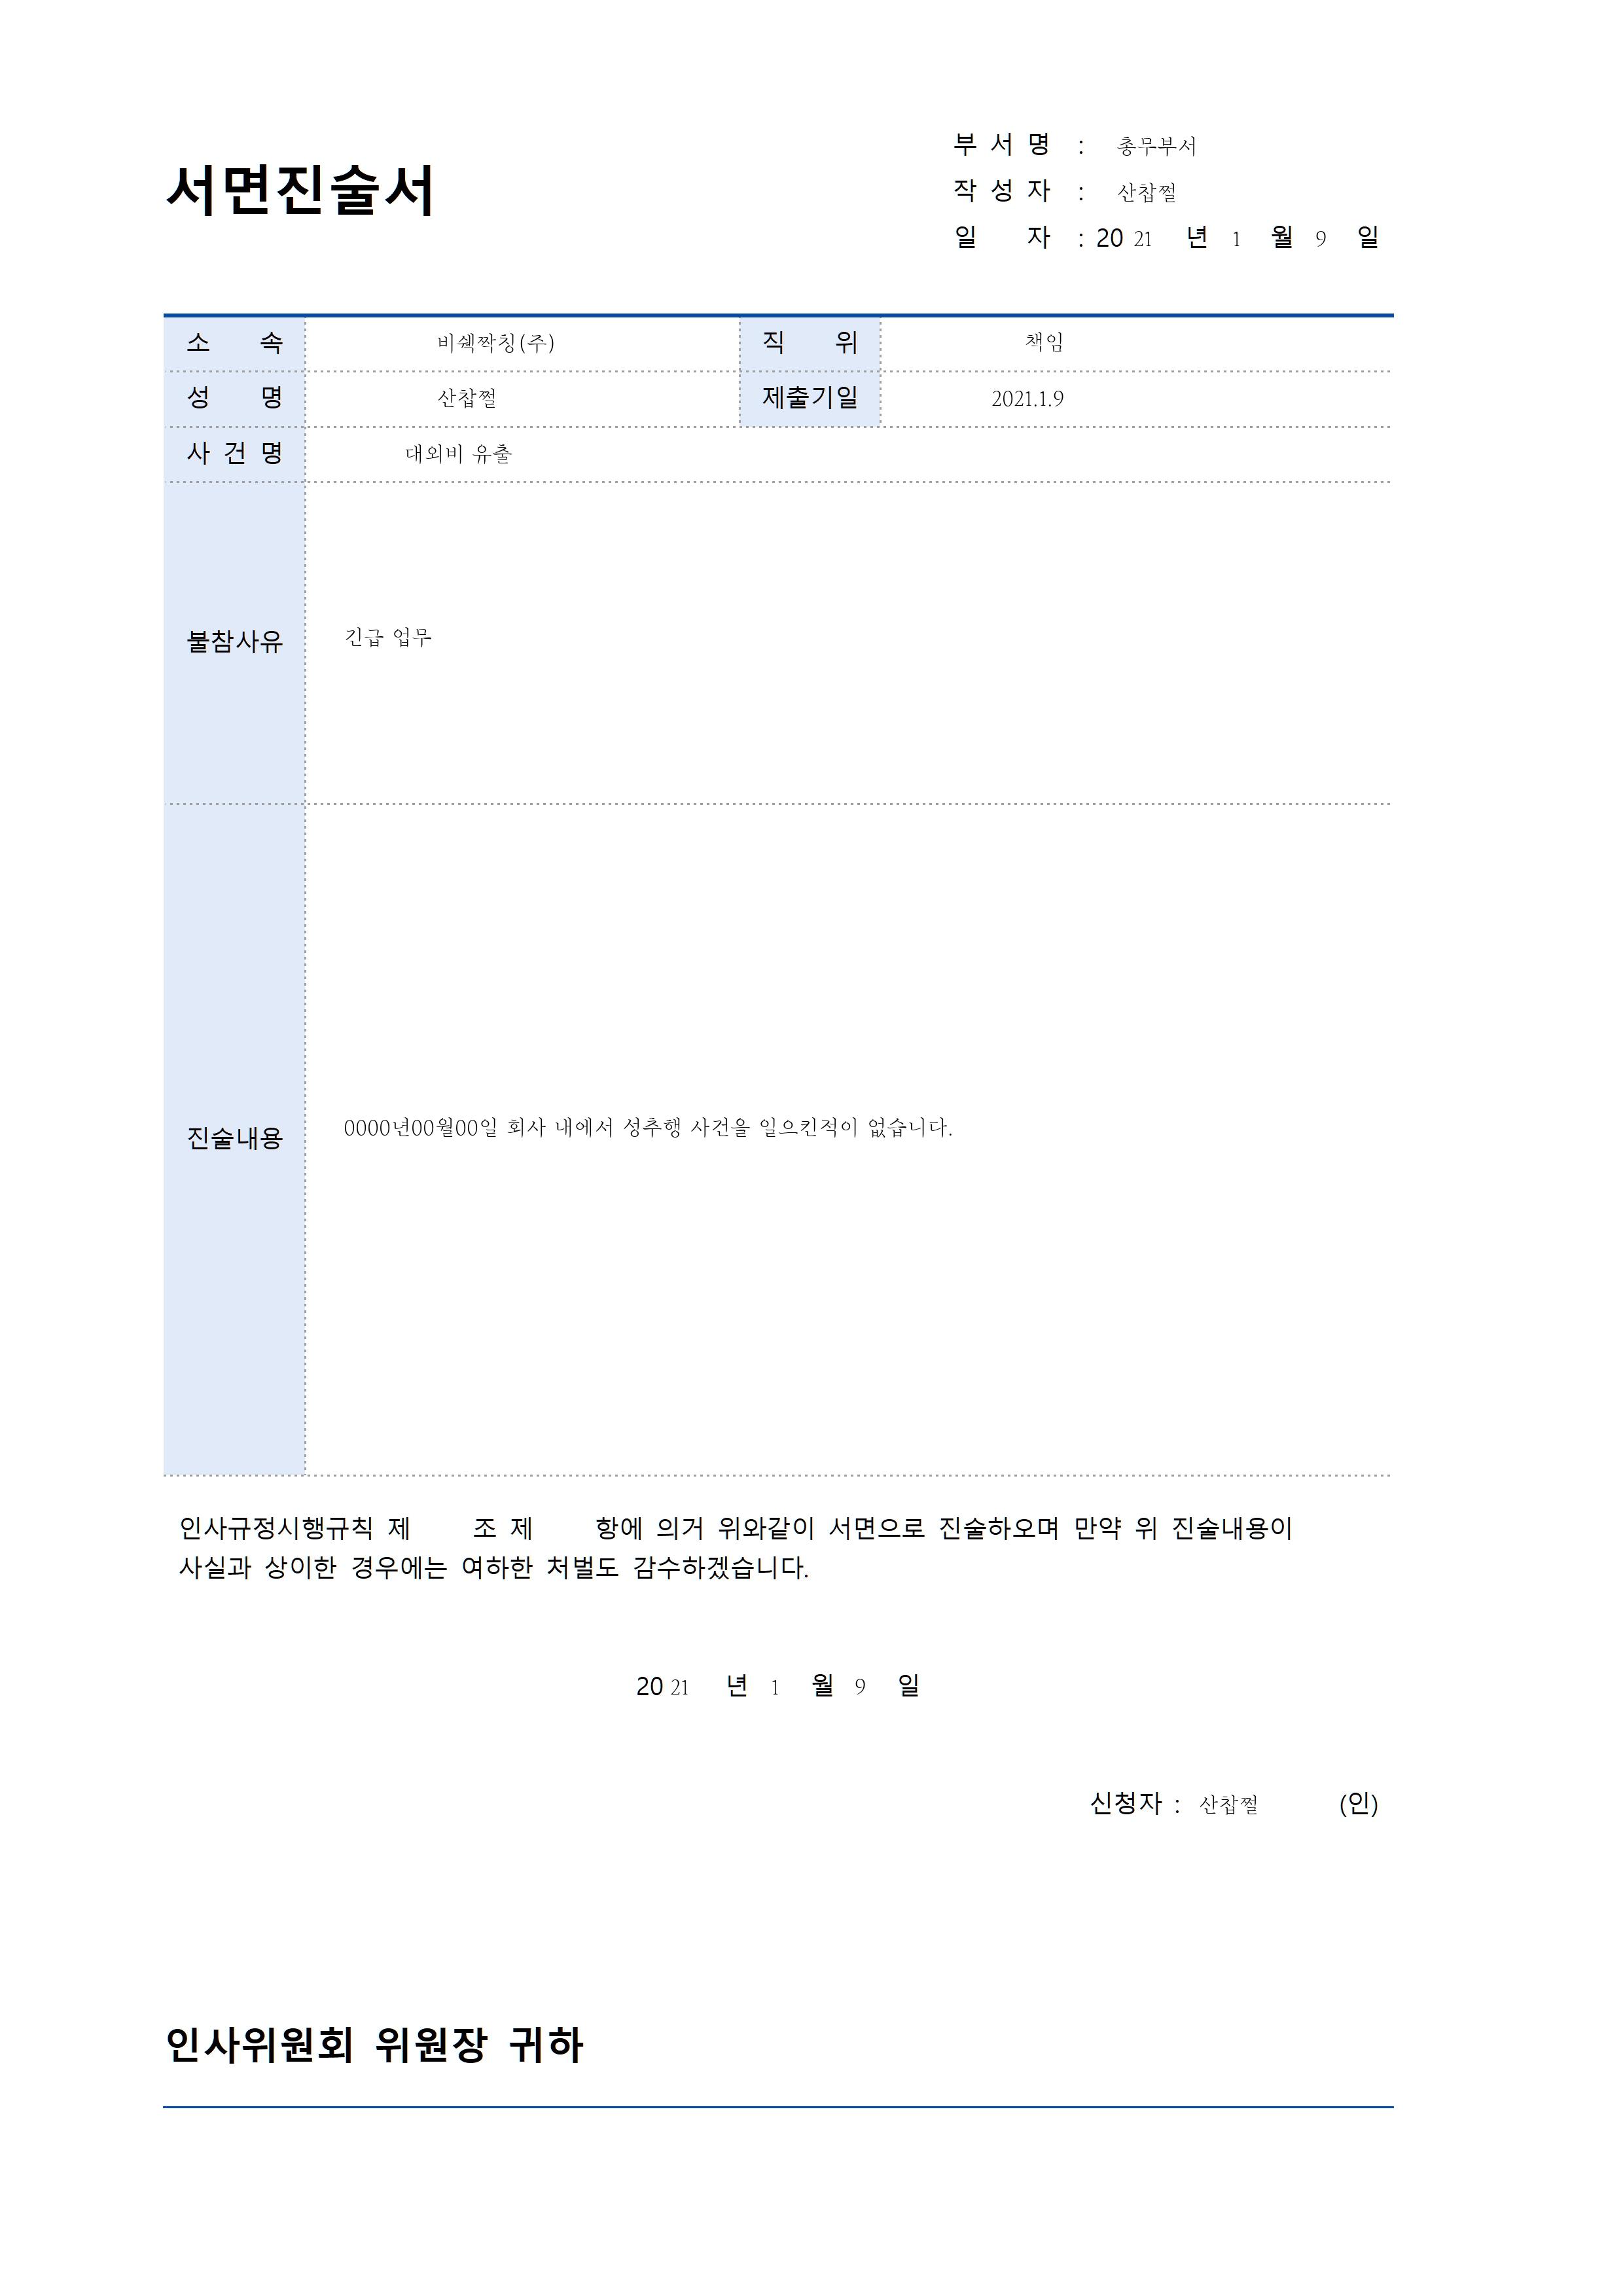 서면진술서
부 서 명 : 총무부서
작 성 자 : 산찹쩔
일 자 : 20 21 년 1 월 9 일
소 속 비쉑짝칭(주) 직 위 책임
성 명 산찹쩔 제출기일 2021.1.9
사 건 명 대외비 유출
불참사유 긴급 업무
진술내용 0000년00월00일 회사 내에서 성추행 사건을 일으킨적이 없습니다.
인사규정시행규칙 제 조 제 항에 의거 위와같이 서면으로 진술하오며 만약 위 진술내용이
사실과 상이한 경우에는 여하한 처벌도 감수하겠습니다.
20 21 년 1 월 9 일
신청자 : 산찹쩔 (인)
인사위원회 위원장 귀하